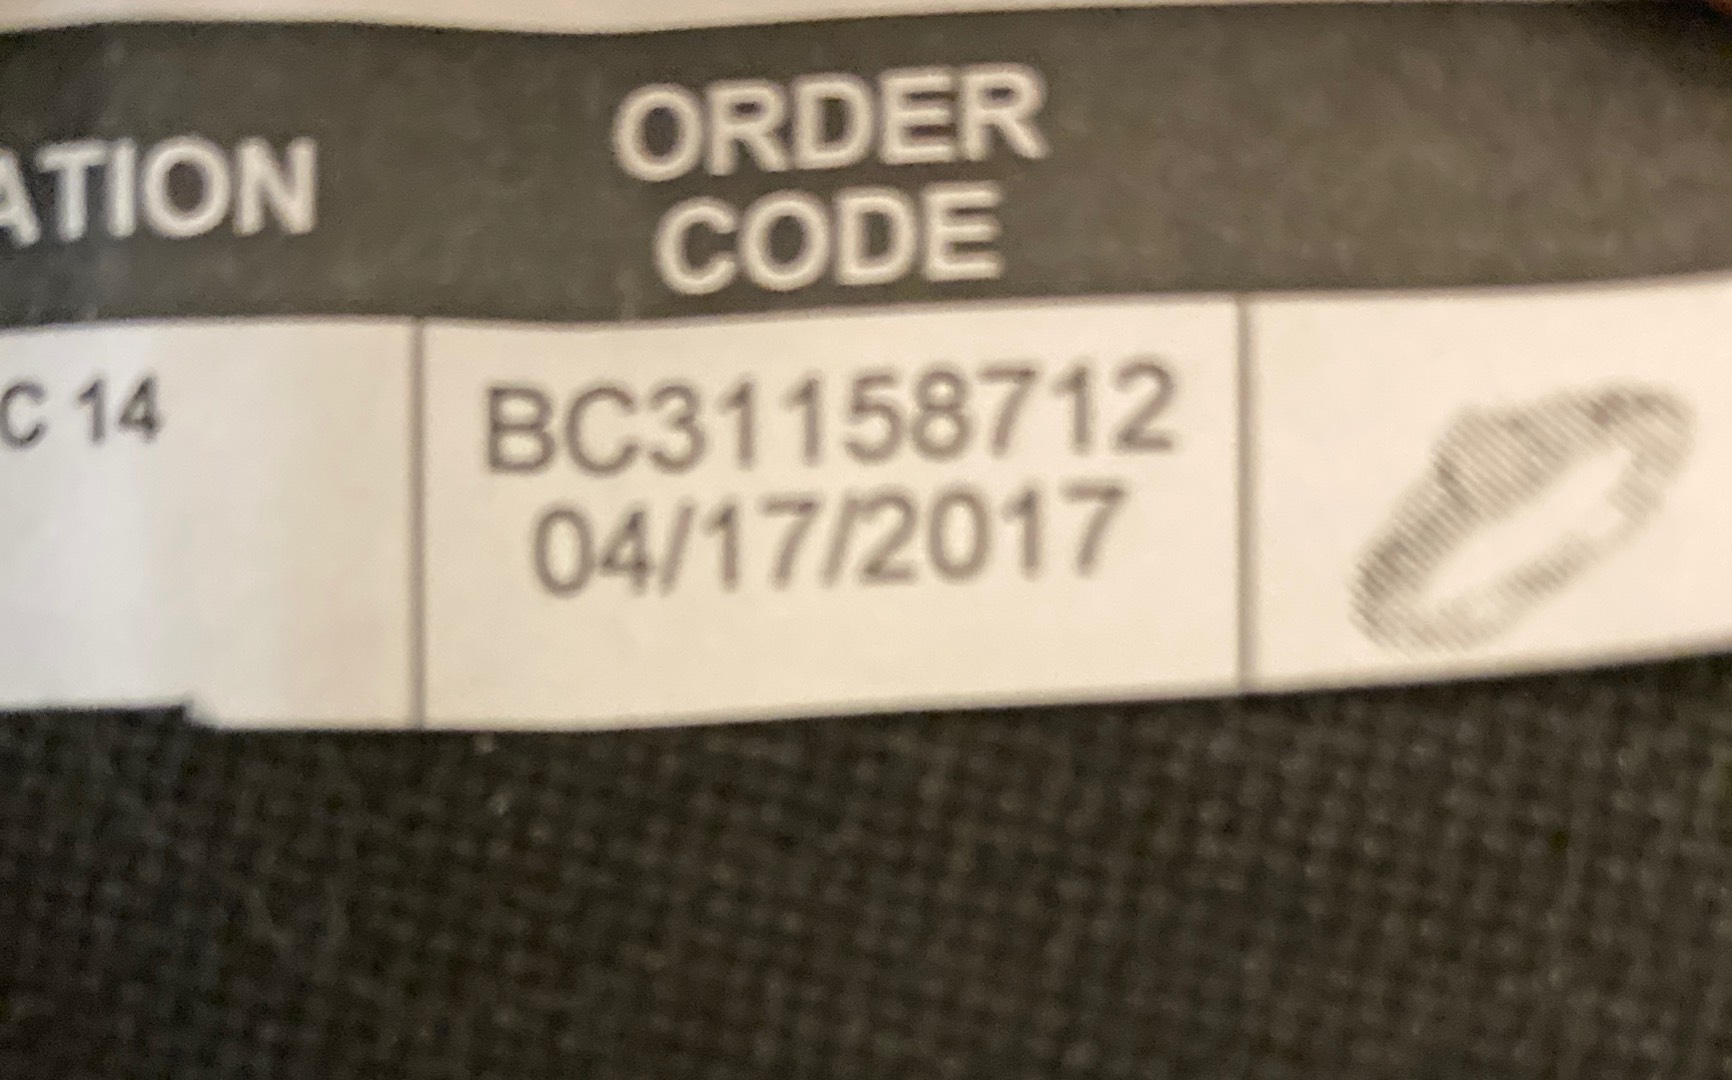 ATION
ORDER
CODE
C 14
BC31158712
04/17/2017